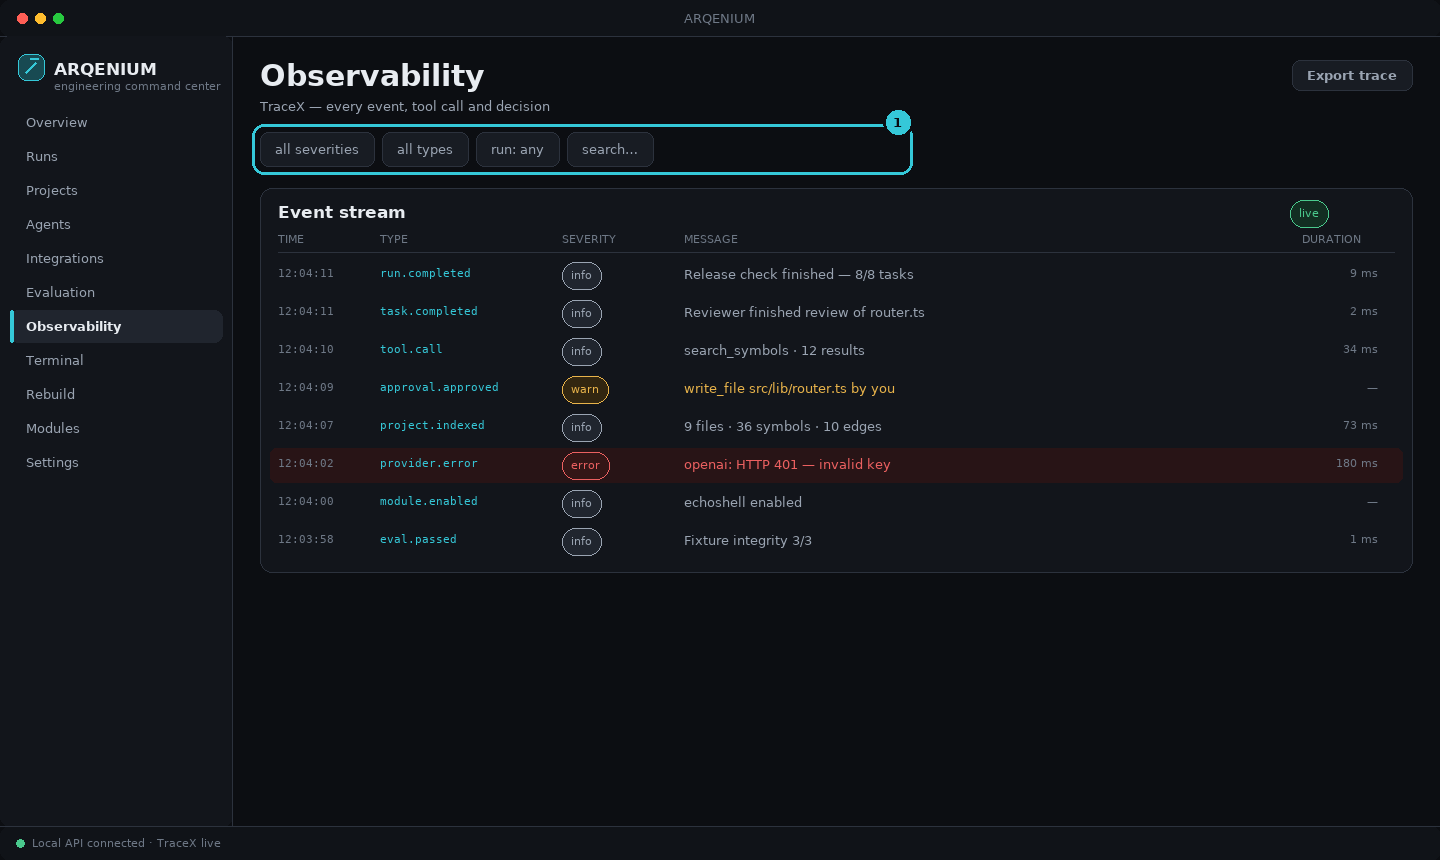 ARQENIUM
ARQENIUM
engineering command center
Overview
Runs
Projects
Agents
Integrations
Evaluation
Observability
Terminal
Rebuild
Modules
Settings
Observability
Export trace
TraceX — every event, tool call and decision
1
all severities all types run: any search…
Event stream live
TIME TYPE SEVERITY MESSAGE DURATION
12:04:11 run.completed info Release check finished — 8/8 tasks 9 ms
12:04:11 task.completed info Reviewer finished review of router.ts 2 ms
12:04:10 tool.call info search_symbols · 12 results 34 ms
12:04:09 approval.approved warn write_file src/lib/router.ts by you —
12:04:07 project.indexed info 9 files · 36 symbols · 10 edges 73 ms
12:04:02 provider.error error openai: HTTP 401 — invalid key 180 ms
12:04:00 module.enabled info echoshell enabled —
12:03:58 eval.passed info Fixture integrity 3/3 1 ms
Local API connected · TraceX live